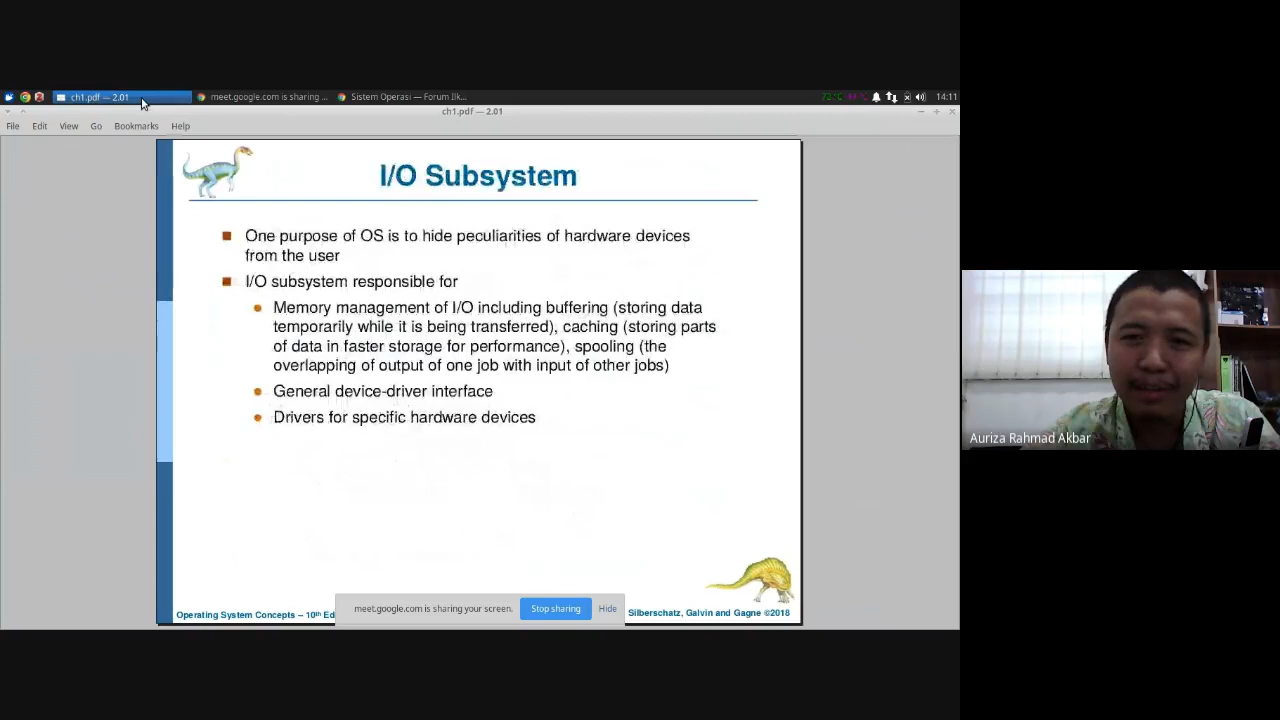 ch1.pdf — 2.01
meet.google.com is sharing ...
Sistem Operasi — Forum Ilk...
14:11
ch1.pdf — 2.01
File Edit View Go Bookmarks Help
I/O Subsystem
One purpose of OS is to hide peculiarities of hardware devices
from the user
I/O subsystem responsible for
Memory management of I/O including buffering (storing data
temporarily while it is being transferred), caching (storing parts
of data in faster storage for performance), spooling (the
overlapping of output of one job with input of other jobs)
General device-driver interface
Drivers for specific hardware devices
Auriza Rahmad Akbar
meet.google.com is sharing your screen. Stop sharing Hide
Operating System Concepts – 10th Ed
Silberschatz, Galvin and Gagne ©2018